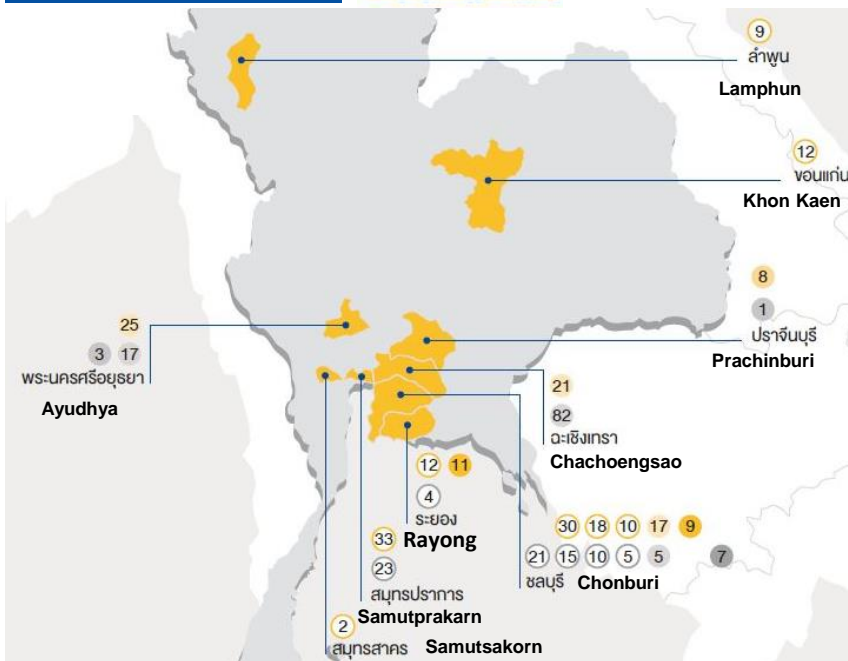 9
ลำพูน
Lamphun
12
ขอนแก่น
Khon Kaen
8
1
ปราจีนบุรี
Prachinburi
25
3 17
พระนครศรีอยุธยา
Ayudhya
21
82
ฉะเชิงเทรา
Chachoengsao
12 11
4
ระยอง
Rayong
30 18 10 17 9
21 15 10 5 5 7
ชลบุรี Chonburi
33
23
สมุทรปราการ
Samutprakarn
2
สมุทรสาคร Samutsakorn